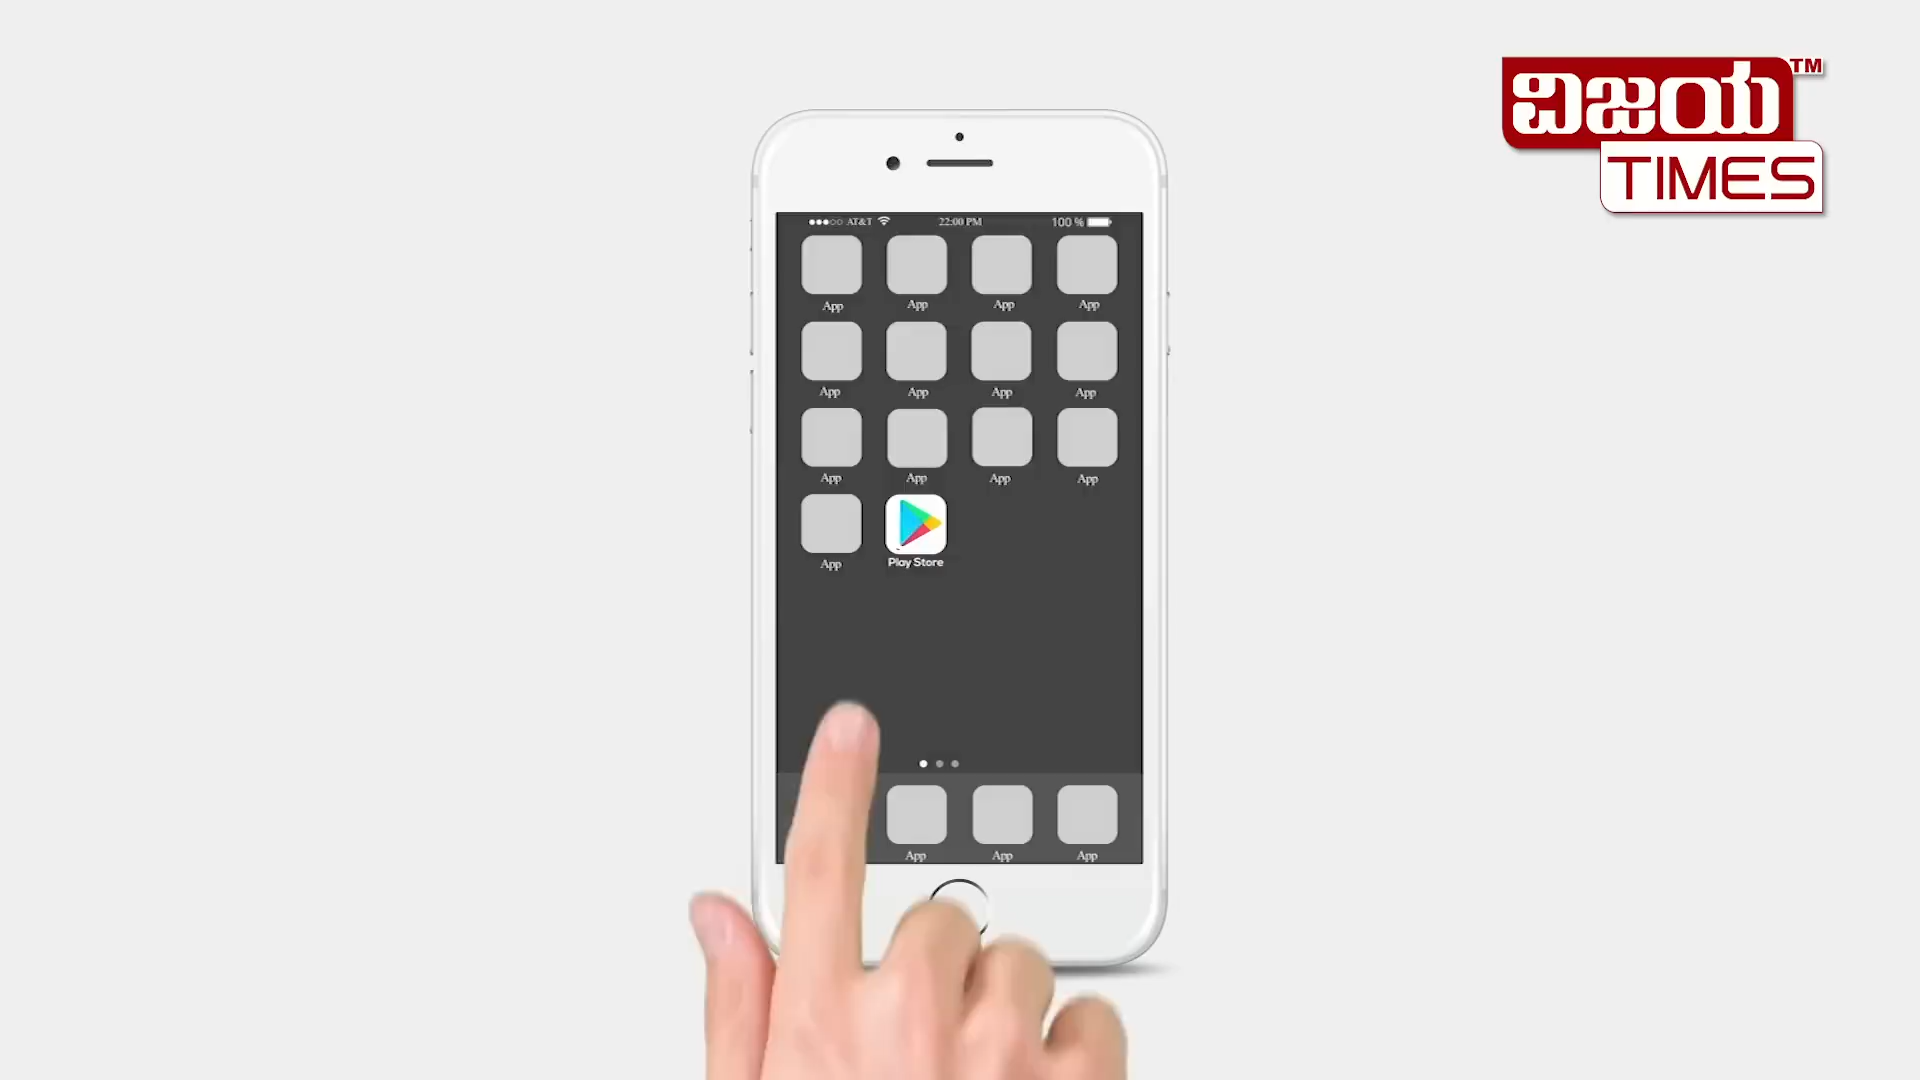 ವಿಜಯ TM
TIMES
AT&T 22:00 PM 100 %
App App App App
App App App App
App App App App
App Play Store
App App App